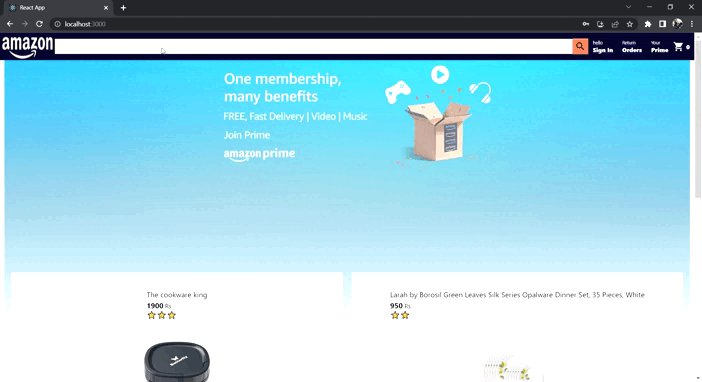 React App
localhost:3000
amazon
hello
Sign In
Return
Orders
Your
Prime
0
One membership,
many benefits
FREE, Fast Delivery | Video | Music
Join Prime
amazon prime
The cookware king
1900 Rs
Larah by Borosil Green Leaves Silk Series Opalware Dinner Set, 35 Pieces, White
950 Rs